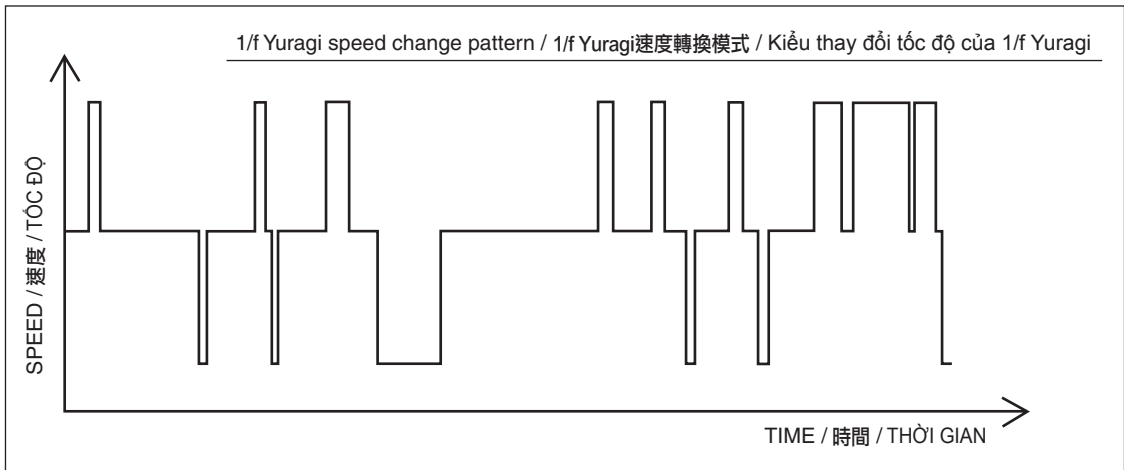 1/f Yuragi speed change pattern / 1/f Yuragi速度轉換模式 / Kiểu thay đổi tốc độ của 1/f Yuragi
SPEED / 速度 / TỐC ĐỘ
TIME / 時間 / THỜI GIAN